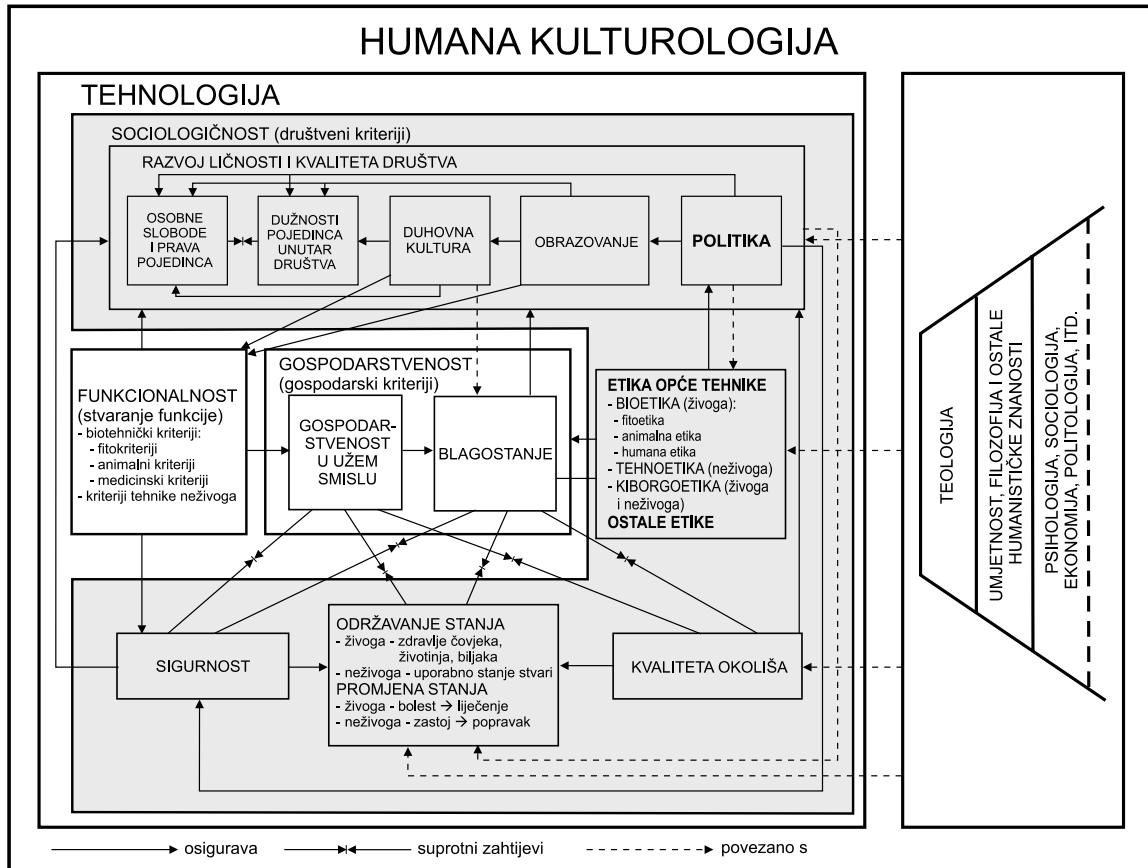 HUMANA KULTUROLOGIJA
TEHNOLOGIJA
SOCIOLOGIČNOST (društveni kriteriji)
RAZVOJ LIČNOSTI I KVALITETA DRUŠTVA
OSOBNE
SLOBODE
I PRAVA
POJEDINCA
DUŽNOSTI
POJEDINCA
UNUTAR
DRUŠTVA
DUHOVNA
KULTURA
OBRAZOVANJE
POLITIKA
FUNKCIONALNOST
(stvaranje funkcije)
- biotehnički kriteriji:
- fitokriteriji
- animalni kriteriji
- medicinski kriteriji
- kriteriji tehnike neživoga
GOSPODARSTVENOST
(gospodarski kriteriji)
GOSPODAR-
STVENOST
U UŽEM
SMISLU
BLAGOSTANJE
ETIKA OPĆE TEHNIKE
- BIOETIKA (živoga):
- fitoetika
- animalna etika
- humana etika
- TEHNOETIKA (neživoga)
- KIBORGOETIKA (živoga
i neživoga)
OSTALE ETIKE
SIGURNOST
ODRŽAVANJE STANJA
- živoga - zdravlje čovjeka,
životinja, biljaka
- neživoga - uporabno stanje stvari
PROMJENA STANJA
- živoga - bolest → liječenje
- neživoga - zastoj → popravak
KVALITETA OKOLIŠA
TEOLOGIJA
UMJETNOST, FILOZOFIJA I OSTALE
HUMANISTIČKE ZNANOSTI
PSIHOLOGIJA, SOCIOLOGIJA,
EKONOMIJA, POLITOLOGIJA, ITD.
osigurava
suprotni zahtijevi
povezano s